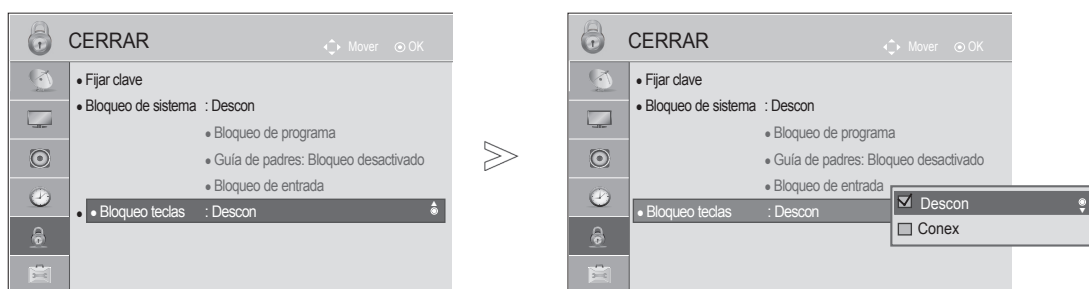 CERRAR
Mover OK
• Fijar clave
• Bloqueo de sistema : Descon
• Bloqueo de programa
• Guía de padres: Bloqueo desactivado
• Bloqueo de entrada
• • Bloqueo teclas : Descon
CERRAR
Mover OK
• Fijar clave
• Bloqueo de sistema : Descon
• Bloqueo de programa
• Guía de padres: Bloqueo desactivado
• Bloqueo de entrada
• Bloqueo teclas : Descon
Descon
Conex